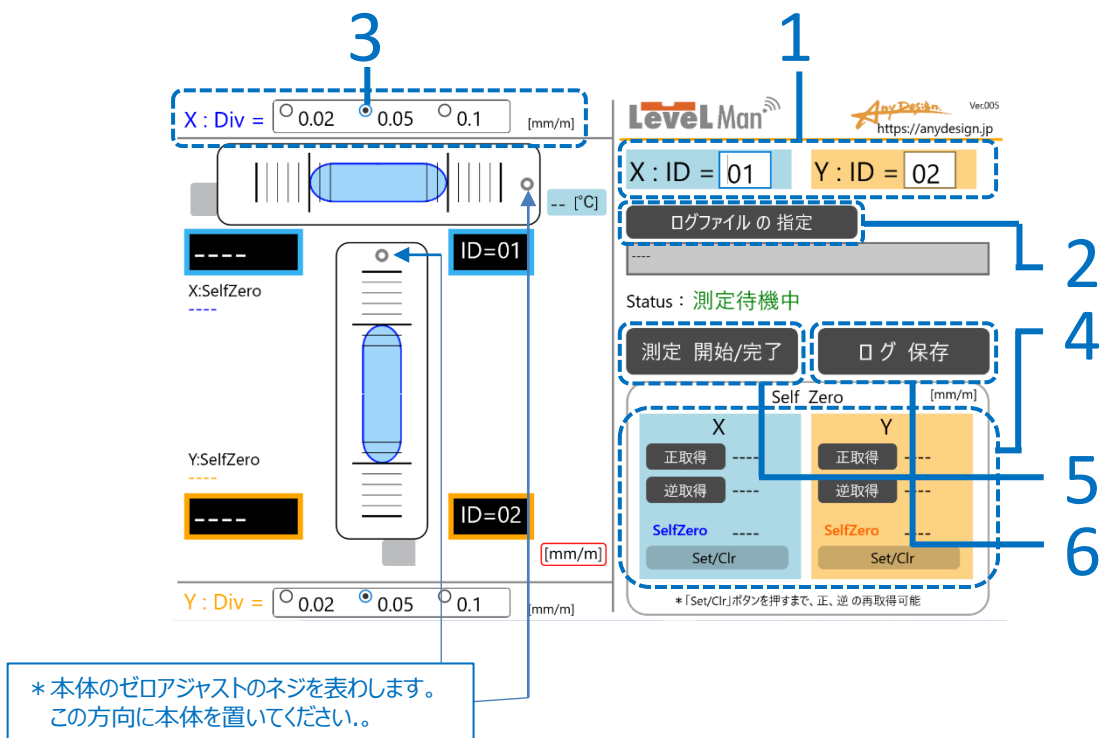 3
1
X : Div =
0.02
0.05
0.1
[mm/m]
LeveL Man
Any Design
Ver.005
https://anydesign.jp
X : ID = 01
Y : ID = 02
-- [°C]
ログファイル の 指定
2
----
ID=01
----
X:SelfZero
----
Status : 測定待機中
4
測定 開始/完了
ログ 保存
Self Zero
[mm/m]
X
Y
正取得 ----
正取得 ----
逆取得 ----
逆取得 ----
SelfZero ----
SelfZero ----
Set/Clr
Set/Clr
*「Set/Clr」ボタンを押すまで、正、逆 の再取得可能
5
6
Y:SelfZero
----
----
ID=02
[mm/m]
Y : Div =
0.02
0.05
0.1
[mm/m]
* 本体のゼロアジャストのネジを表わします。
この方向に本体を置いてください.。